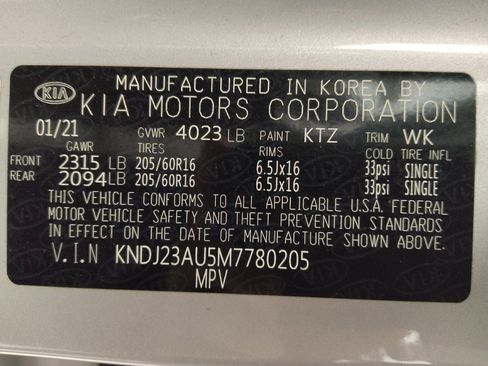 MANUFACTURED IN KOREA BY
KIA KIA MOTORS CORPORATION
01/21 GVWR 4023 LB PAINT KTZ TRIM WK
GAWR TIRES RIMS COLD TIRE INFL
FRONT 2315 LB 205/60R16 6.5Jx16 33psi SINGLE
REAR 2094 LB 205/60R16 6.5Jx16 33psi SINGLE
THIS VEHICLE CONFORMS TO ALL APPLICABLE U.S.A. FEDERAL
MOTOR VEHICLE SAFETY AND THEFT PREVENTION STANDARDS
IN EFFECT ON THE DATE OF MANUFACTURE SHOWN ABOVE.
V.I.N KNDJ23AU5M7780205
MPV